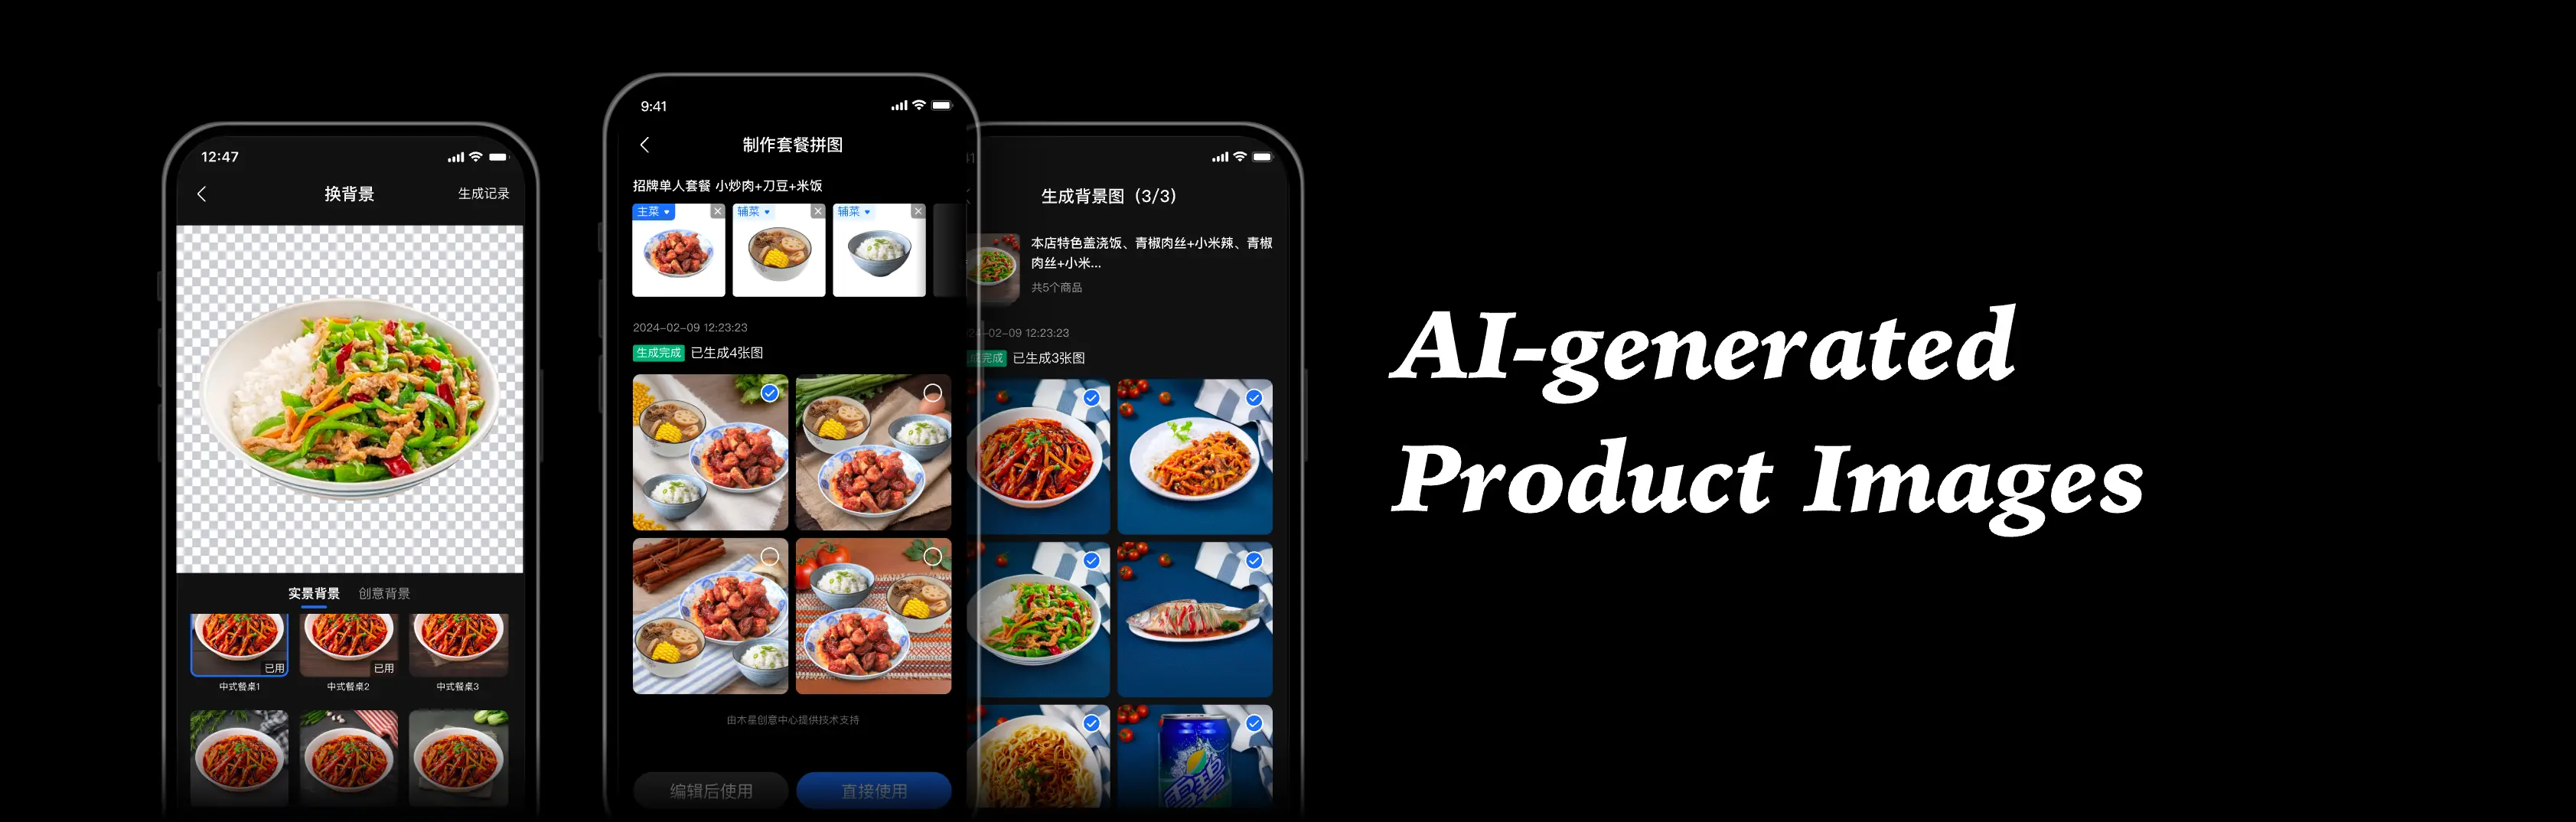 12:47
换背景
生成记录
实景背景 创意背景
已用
已用
中式餐桌1
中式餐桌2
中式餐桌3
9:41
制作套餐拼图
招牌单人套餐 小炒肉+刀豆+米饭
主菜
辅菜
辅菜
2024-02-09 12:23:23
生成完成 已生成4张图
由木星创意中心提供技术支持
编辑后使用
直接使用
生成背景图（3/3）
本店特色盖浇饭、青椒肉丝+小米辣、青椒
肉丝+小米...
共5个商品
24-02-09 12:23:23
完成 已生成3张图
雪碧
AI-generated
Product Images